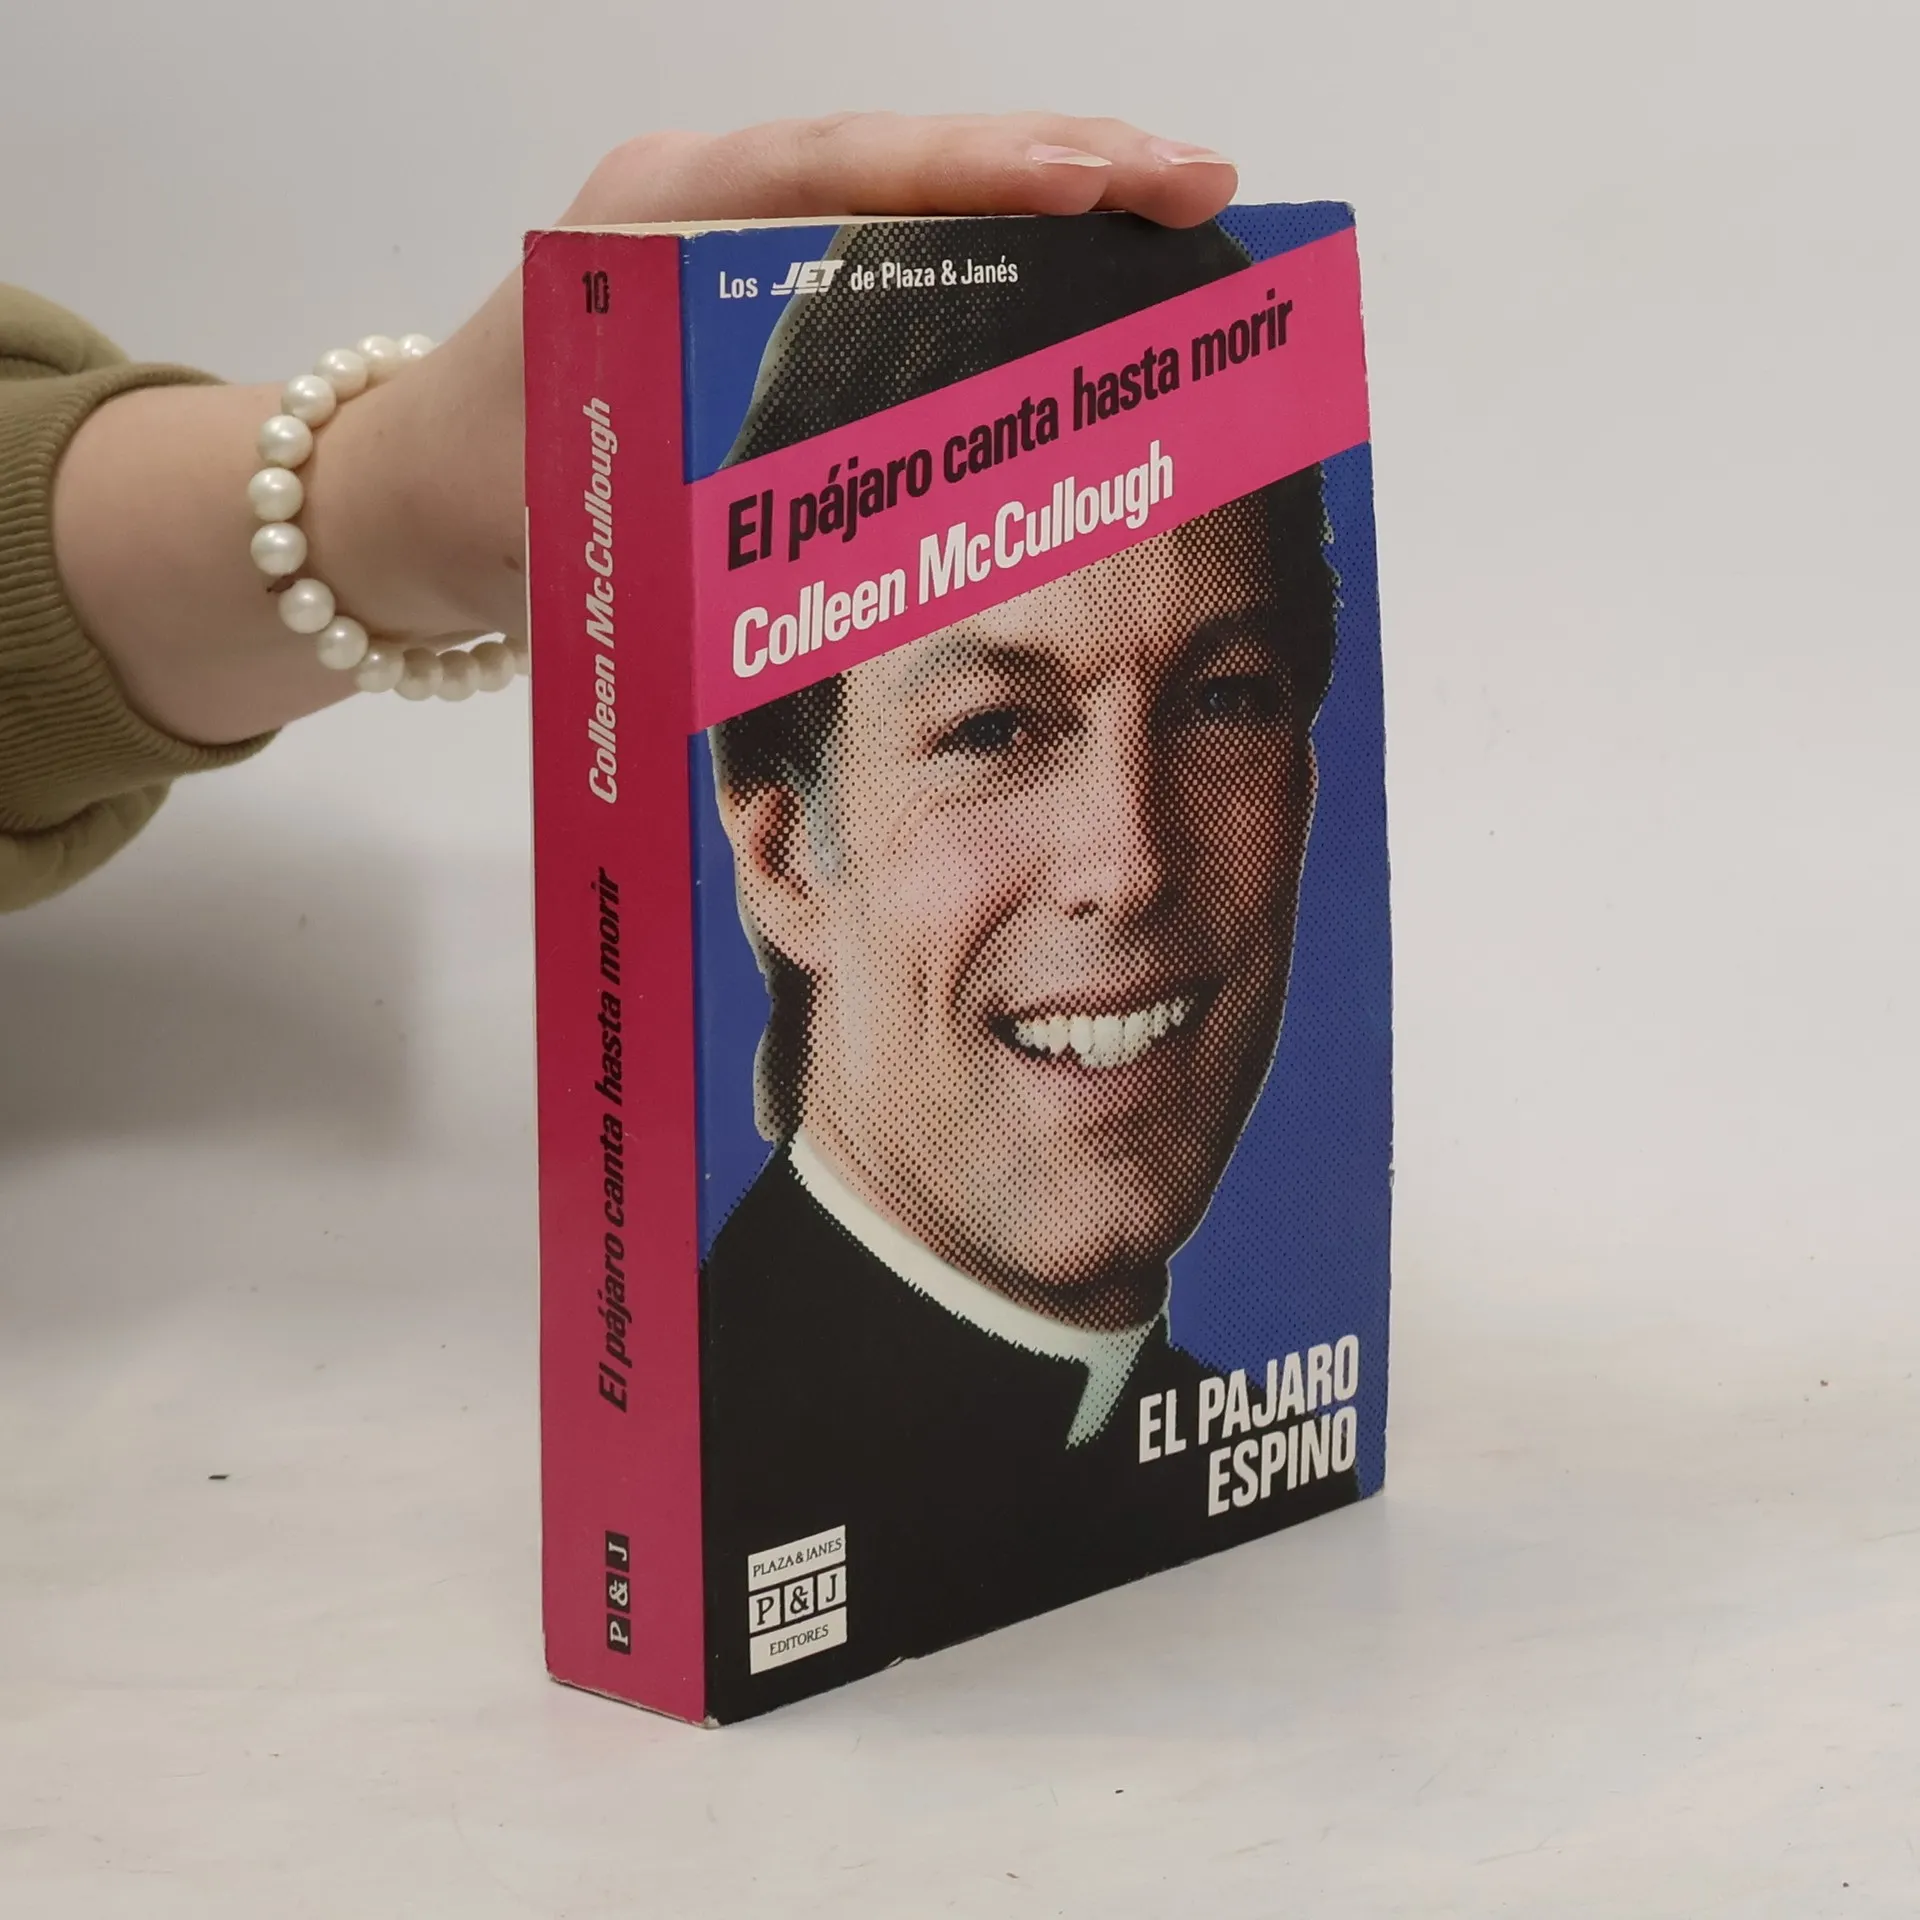 Los JET de Plaza & Janés
El pájaro canta hasta morir
Colleen McCullough
EL PAJARO
ESPINO
PLAZA & JANES
P & J
EDITORES
10
Colleen McCullough
El pájaro canta hasta morir
P & J